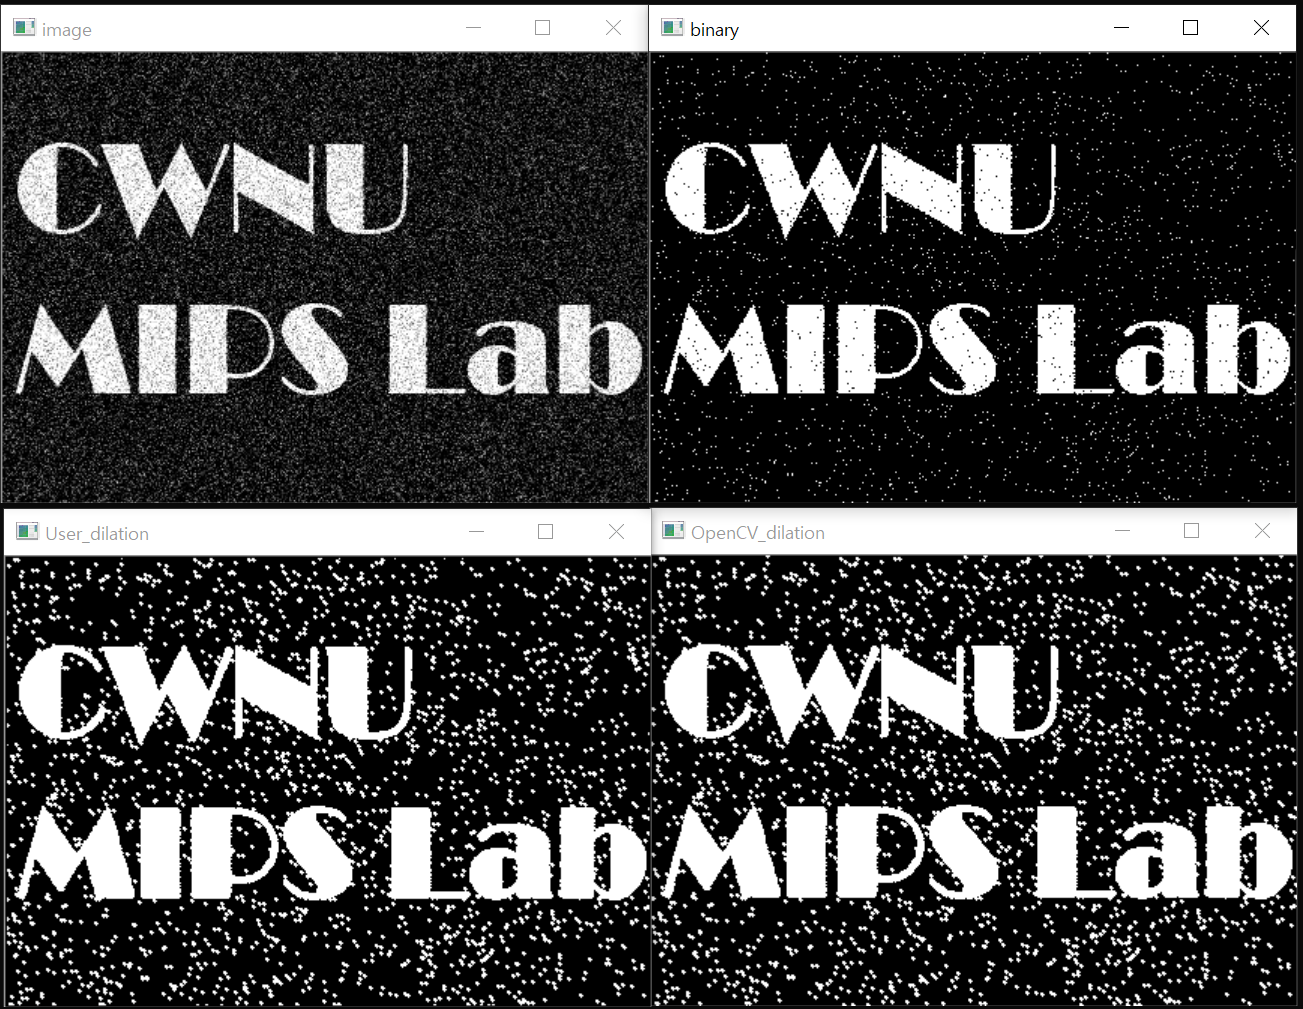 image
CWNU
MIPS Lab
binary
CWNU
MIPS Lab
User_dilation
CWNU
MIPS Lab
OpenCV_dilation
CWNU
MIPS Lab